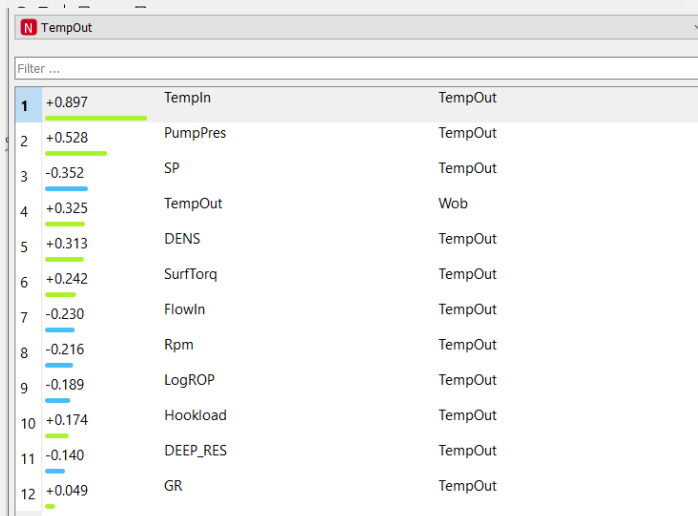 N TempOut
Filter ...
1 +0.897 TempIn TempOut
2 +0.528 PumpPres TempOut
3 -0.352 SP TempOut
4 +0.325 TempOut Wob
5 +0.313 DENS TempOut
6 +0.242 SurfTorq TempOut
7 -0.230 FlowIn TempOut
8 -0.216 Rpm TempOut
9 -0.189 LogROP TempOut
10 +0.174 Hookload TempOut
11 -0.140 DEEP_RES TempOut
12 +0.049 GR TempOut